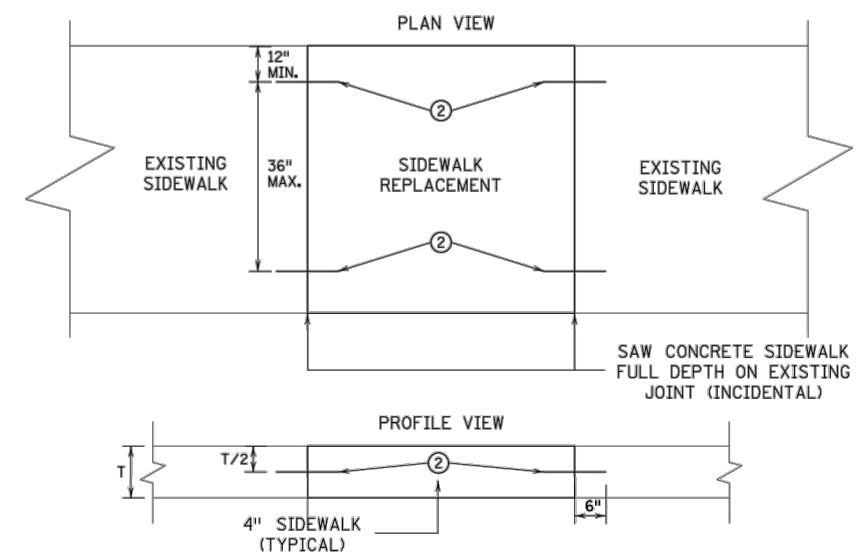 PLAN VIEW
12"
MIN.
2
EXISTING
SIDEWALK
36"
MAX.
SIDEWALK
REPLACEMENT
EXISTING
SIDEWALK
2
SAW CONCRETE SIDEWALK
FULL DEPTH ON EXISTING
JOINT (INCIDENTAL)
PROFILE VIEW
T
T/2
2
6"
4" SIDEWALK
(TYPICAL)